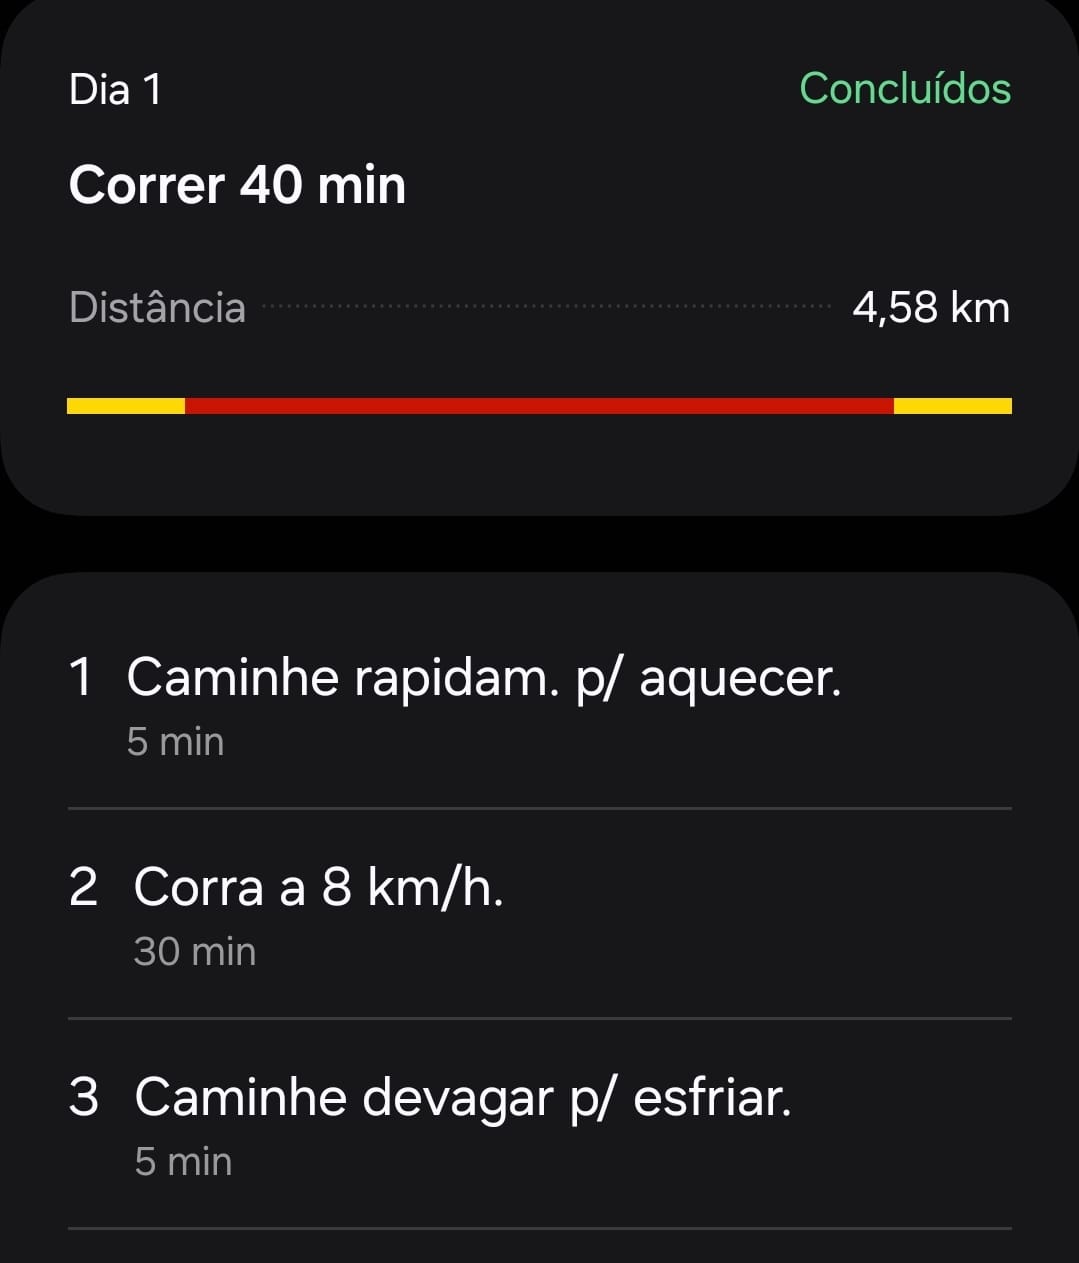 Dia 1
Concluídos
Correr 40 min
Distância 4,58 km
1 Caminhe rapidam. p/ aquecer.
5 min
2 Corra a 8 km/h.
30 min
3 Caminhe devagar p/ esfriar.
5 min